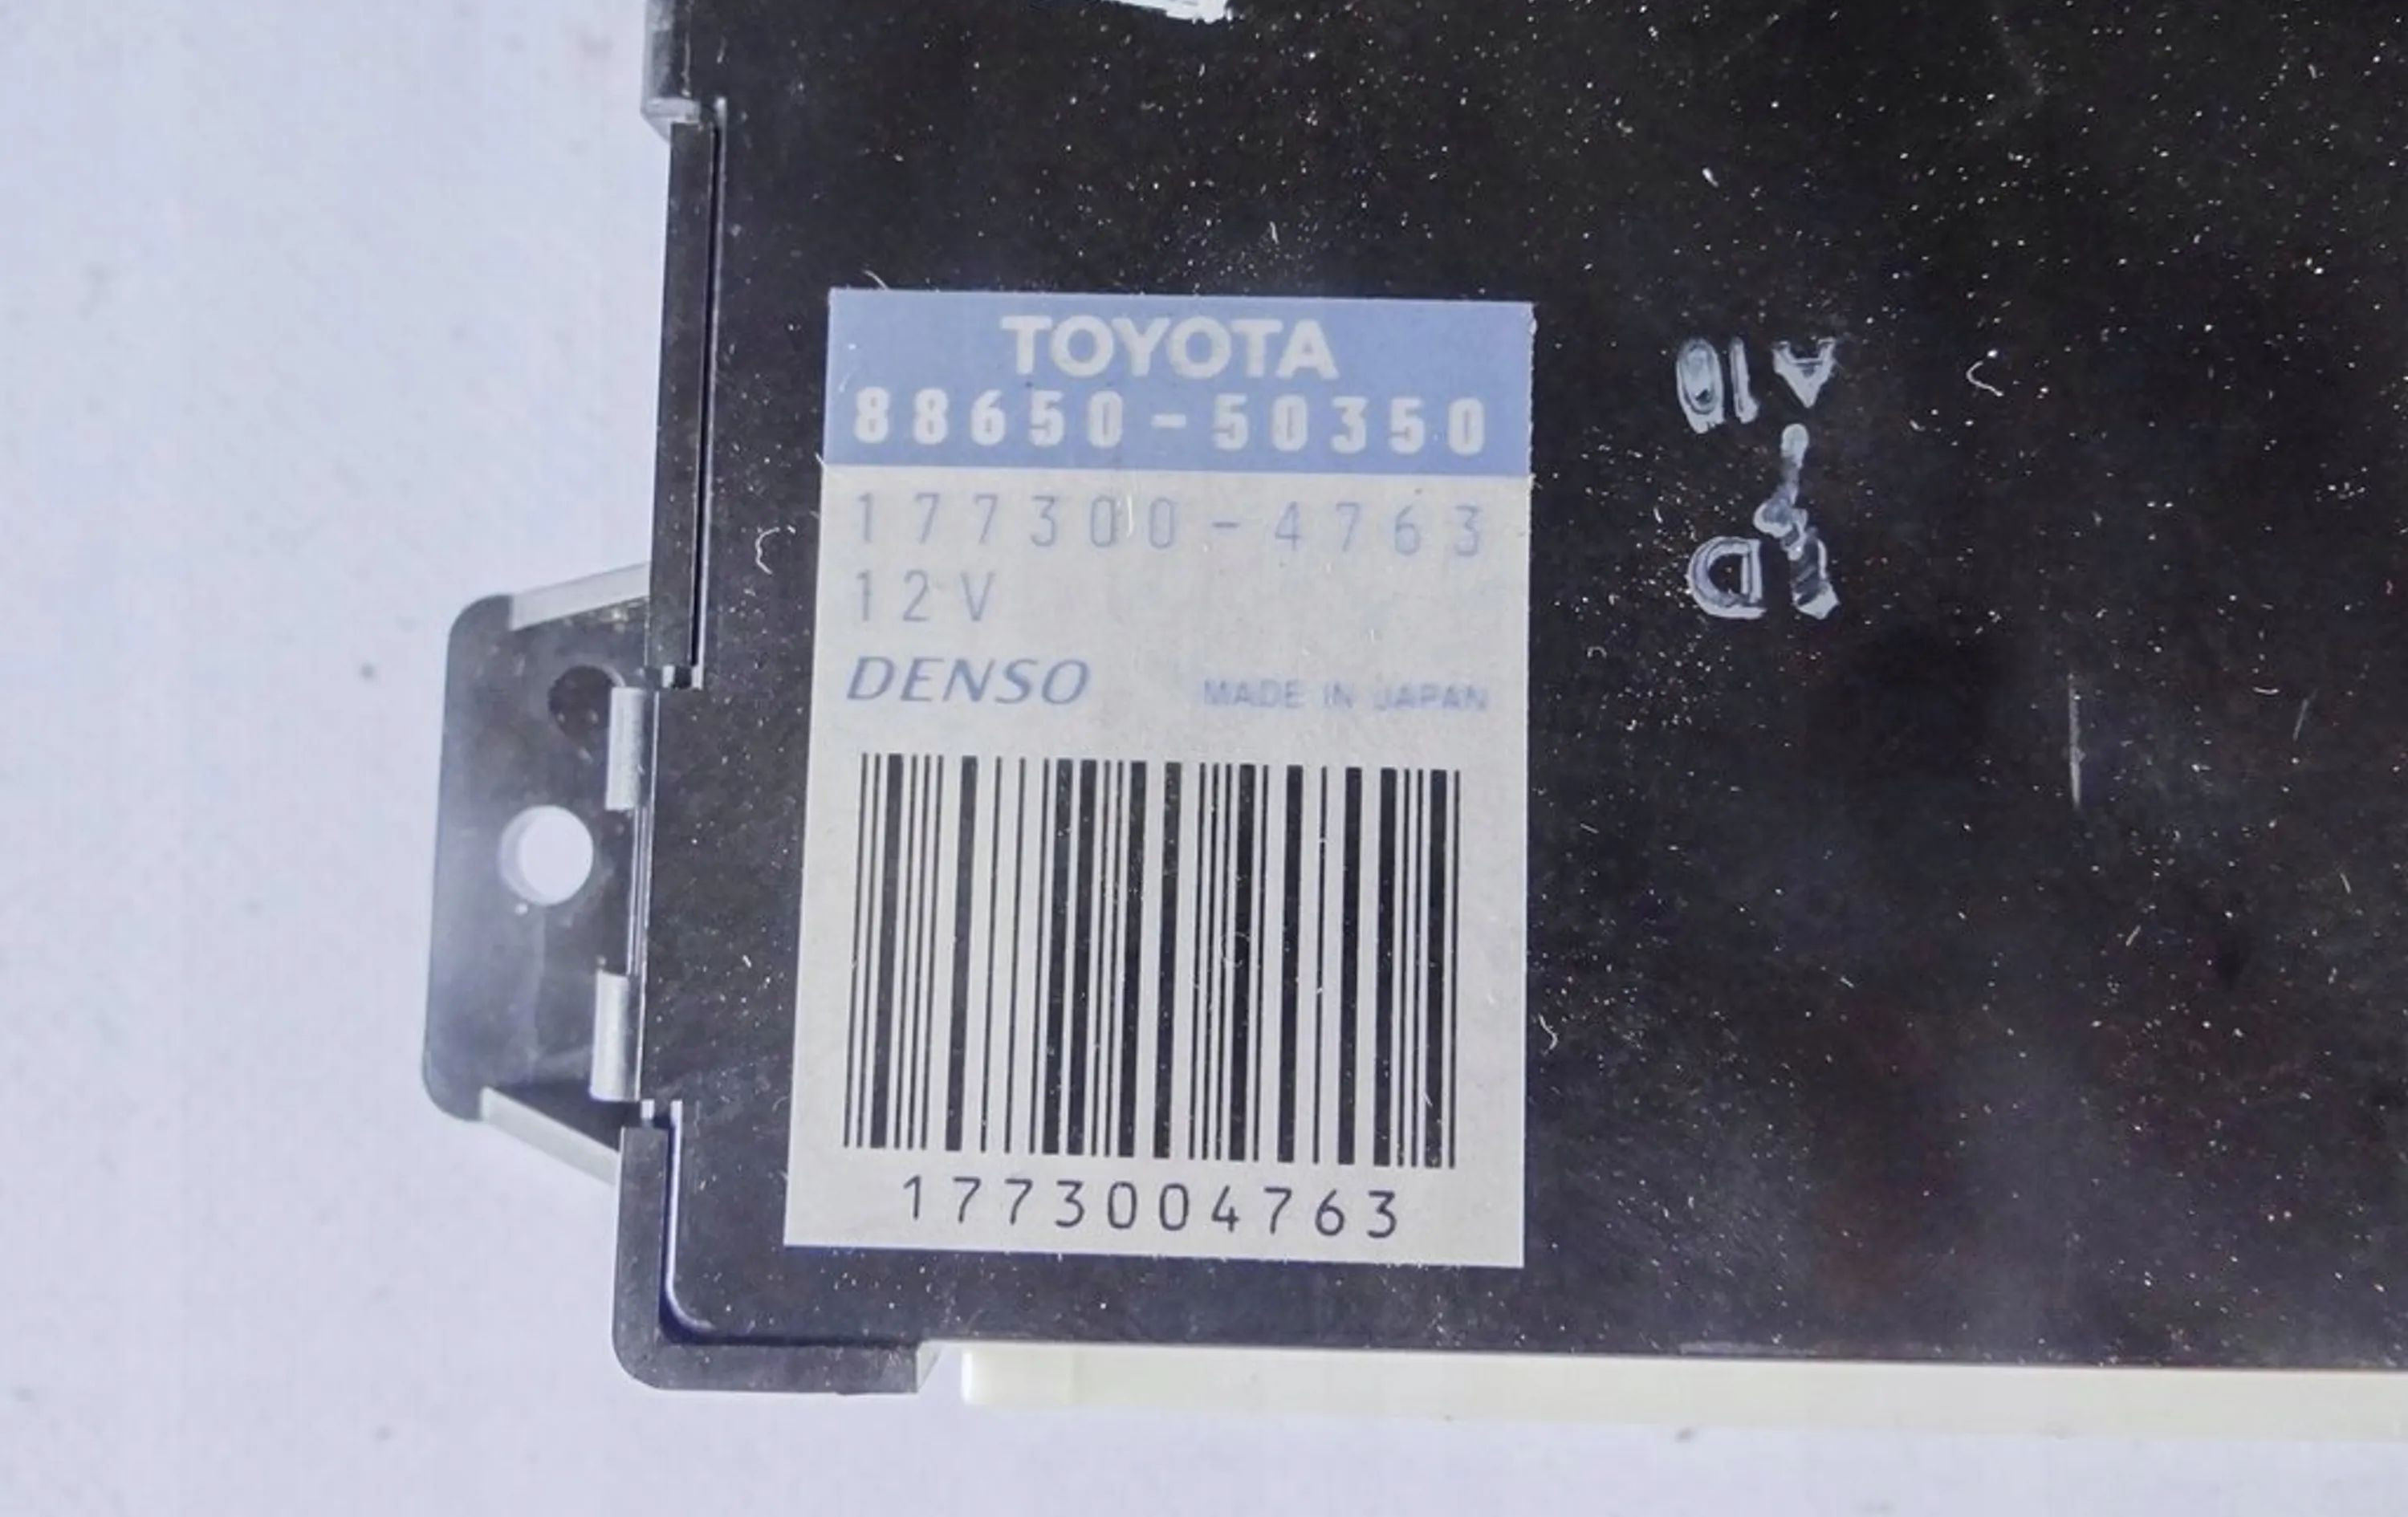 TOYOTA
88650-50350
177300-4763
12V
DENSO MADE IN JAPAN
1773004763